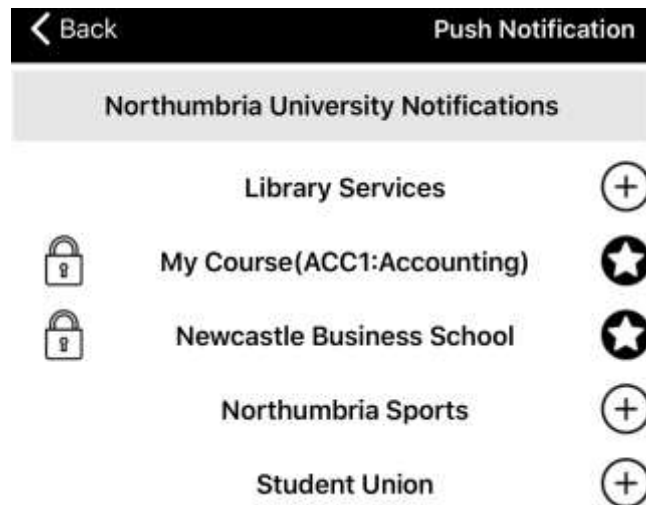 Back Push Notification
Northumbria University Notifications
Library Services
My Course(ACC1:Accounting)
Newcastle Business School
Northumbria Sports
Student Union